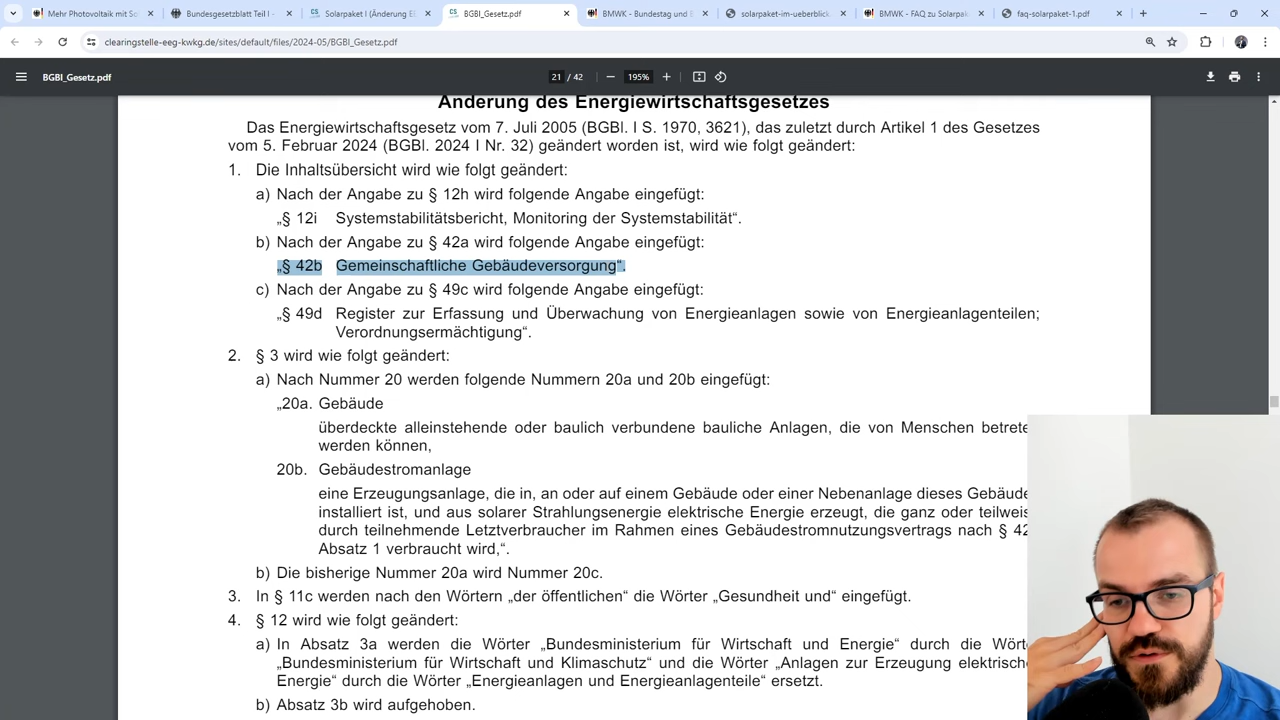 Mehr Photovoltaik mit So
Bundesgesetzblatt Teil I -
Solarpaket I (Änderung EE
BGBl_Gesetz.pdf
BMWK - Bundestag und B
solarpaket-im-ueberblick
BMWK - FAQ zu Solarpak
faq-solarpaket-1.pdf
clearingstelle-eeg-kwkg.de/sites/default/files/2024-05/BGBl_Gesetz.pdf
BGBl_Gesetz.pdf
21 / 42
195%
Änderung des Energiewirtschaftsgesetzes
Das Energiewirtschaftsgesetz vom 7. Juli 2005 (BGBl. I S. 1970, 3621), das zuletzt durch Artikel 1 des Gesetzes
vom 5. Februar 2024 (BGBl. 2024 I Nr. 32) geändert worden ist, wird wie folgt geändert:
1. Die Inhaltsübersicht wird wie folgt geändert:
a) Nach der Angabe zu § 12h wird folgende Angabe eingefügt:
„§ 12i Systemstabilitätsbericht, Monitoring der Systemstabilität“.
b) Nach der Angabe zu § 42a wird folgende Angabe eingefügt:
„§ 42b Gemeinschaftliche Gebäudeversorgung“.
c) Nach der Angabe zu § 49c wird folgende Angabe eingefügt:
„§ 49d Register zur Erfassung und Überwachung von Energieanlagen sowie von Energieanlagenteilen;
Verordnungsermächtigung“.
2. § 3 wird wie folgt geändert:
a) Nach Nummer 20 werden folgende Nummern 20a und 20b eingefügt:
„20a. Gebäude
überdeckte alleinstehende oder baulich verbundene bauliche Anlagen, die von Menschen betrete
werden können,
20b. Gebäudestromanlage
eine Erzeugungsanlage, die in, an oder auf einem Gebäude oder einer Nebenanlage dieses Gebäude
installiert ist, und aus solarer Strahlungsenergie elektrische Energie erzeugt, die ganz oder teilweis
durch teilnehmende Letztverbraucher im Rahmen eines Gebäudestromnutzungsvertrags nach § 42
Absatz 1 verbraucht wird,“.
b) Die bisherige Nummer 20a wird Nummer 20c.
3. In § 11c werden nach den Wörtern „der öffentlichen“ die Wörter „Gesundheit und“ eingefügt.
4. § 12 wird wie folgt geändert:
a) In Absatz 3a werden die Wörter „Bundesministerium für Wirtschaft und Energie“ durch die Wört
„Bundesministerium für Wirtschaft und Klimaschutz“ und die Wörter „Anlagen zur Erzeugung elektrische
Energie“ durch die Wörter „Energieanlagen und Energieanlagenteile“ ersetzt.
b) Absatz 3b wird aufgehoben.